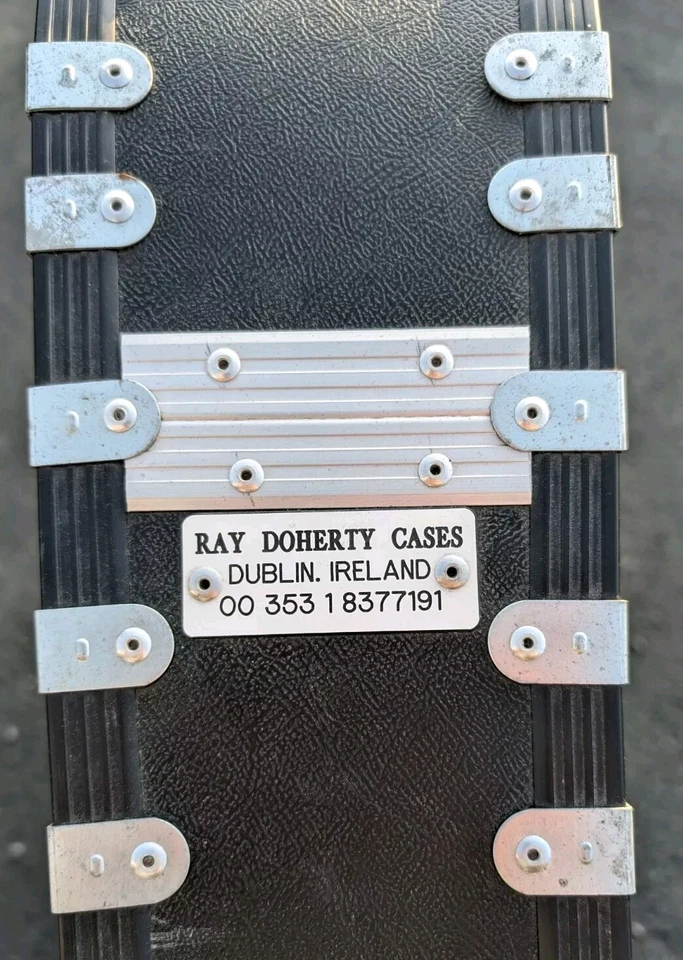 RAY DOHERTY CASES
DUBLIN. IRELAND
00 353 1 8377191